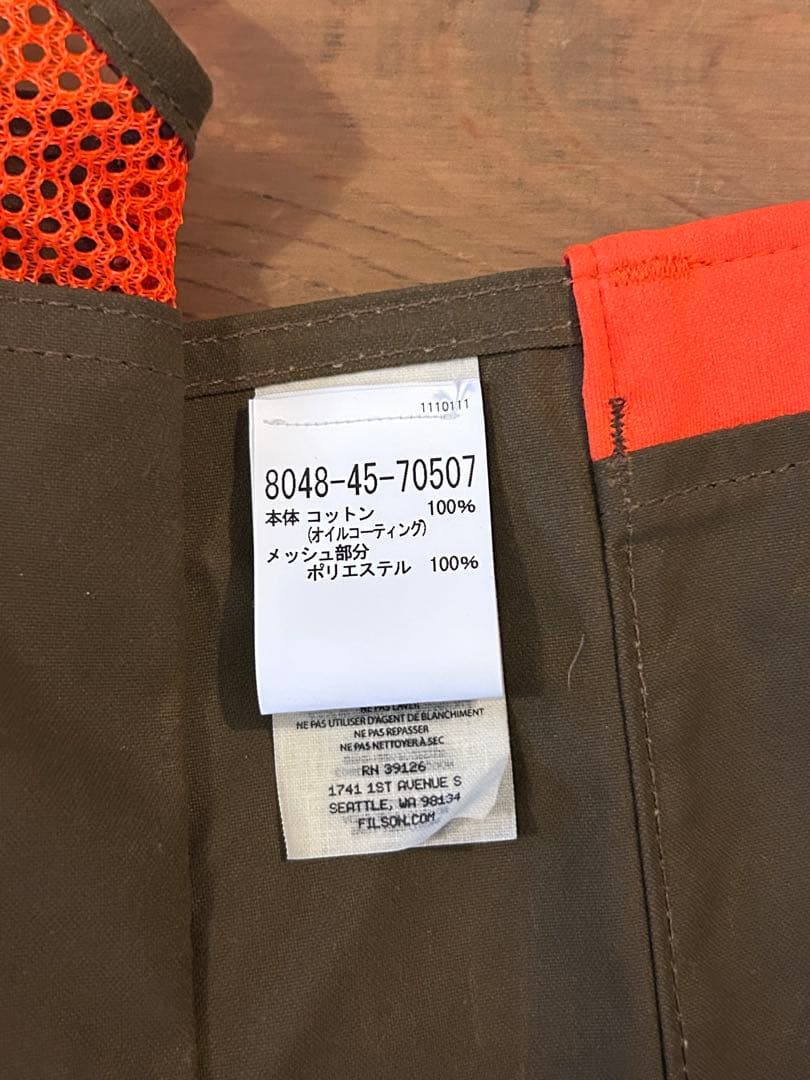 1110111
8048-45-70507
本体 コットン 100%
(オイルコーティング)
メッシュ部分
ポリエステル 100%
NE PAS LAVER
NE PAS UTILISER D'AGENT DE BLANCHIMENT
NE PAS REPASSER
NE PAS NETTOYER À SEC
RN 39126
1741 1ST AVENUE S
SEATTLE, WA 98134
FILSON.COM